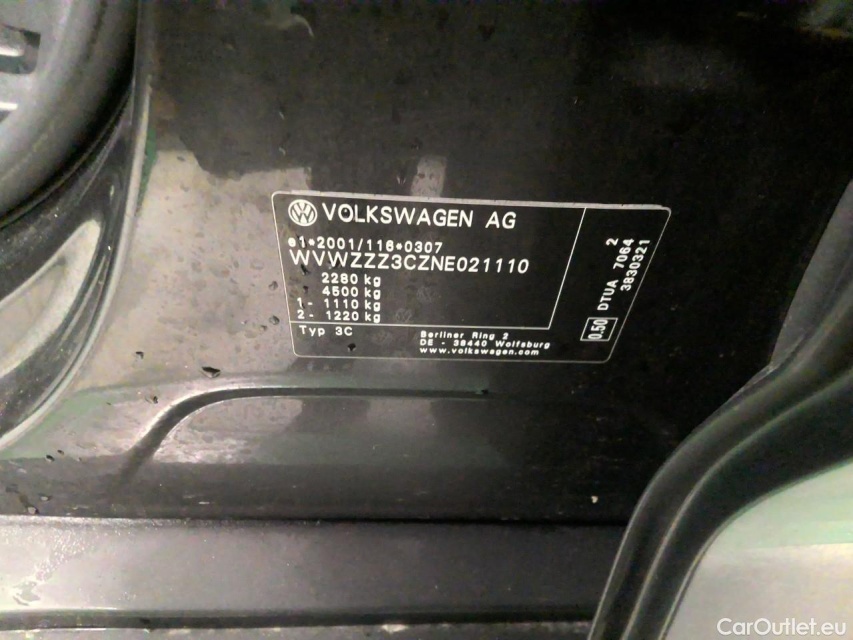 VOLKSWAGEN AG
e1*2001/116*0307
WVWZZZ3CZNE021110
2280 kg
4500 kg
1- 1110 kg
2- 1220 kg
Typ 3C
Berliner Ring 2
DE - 38440 Wolfsburg
www.volkswagen.com
0.50
DTUA 7064 2
3830321
CarOutlet.eu